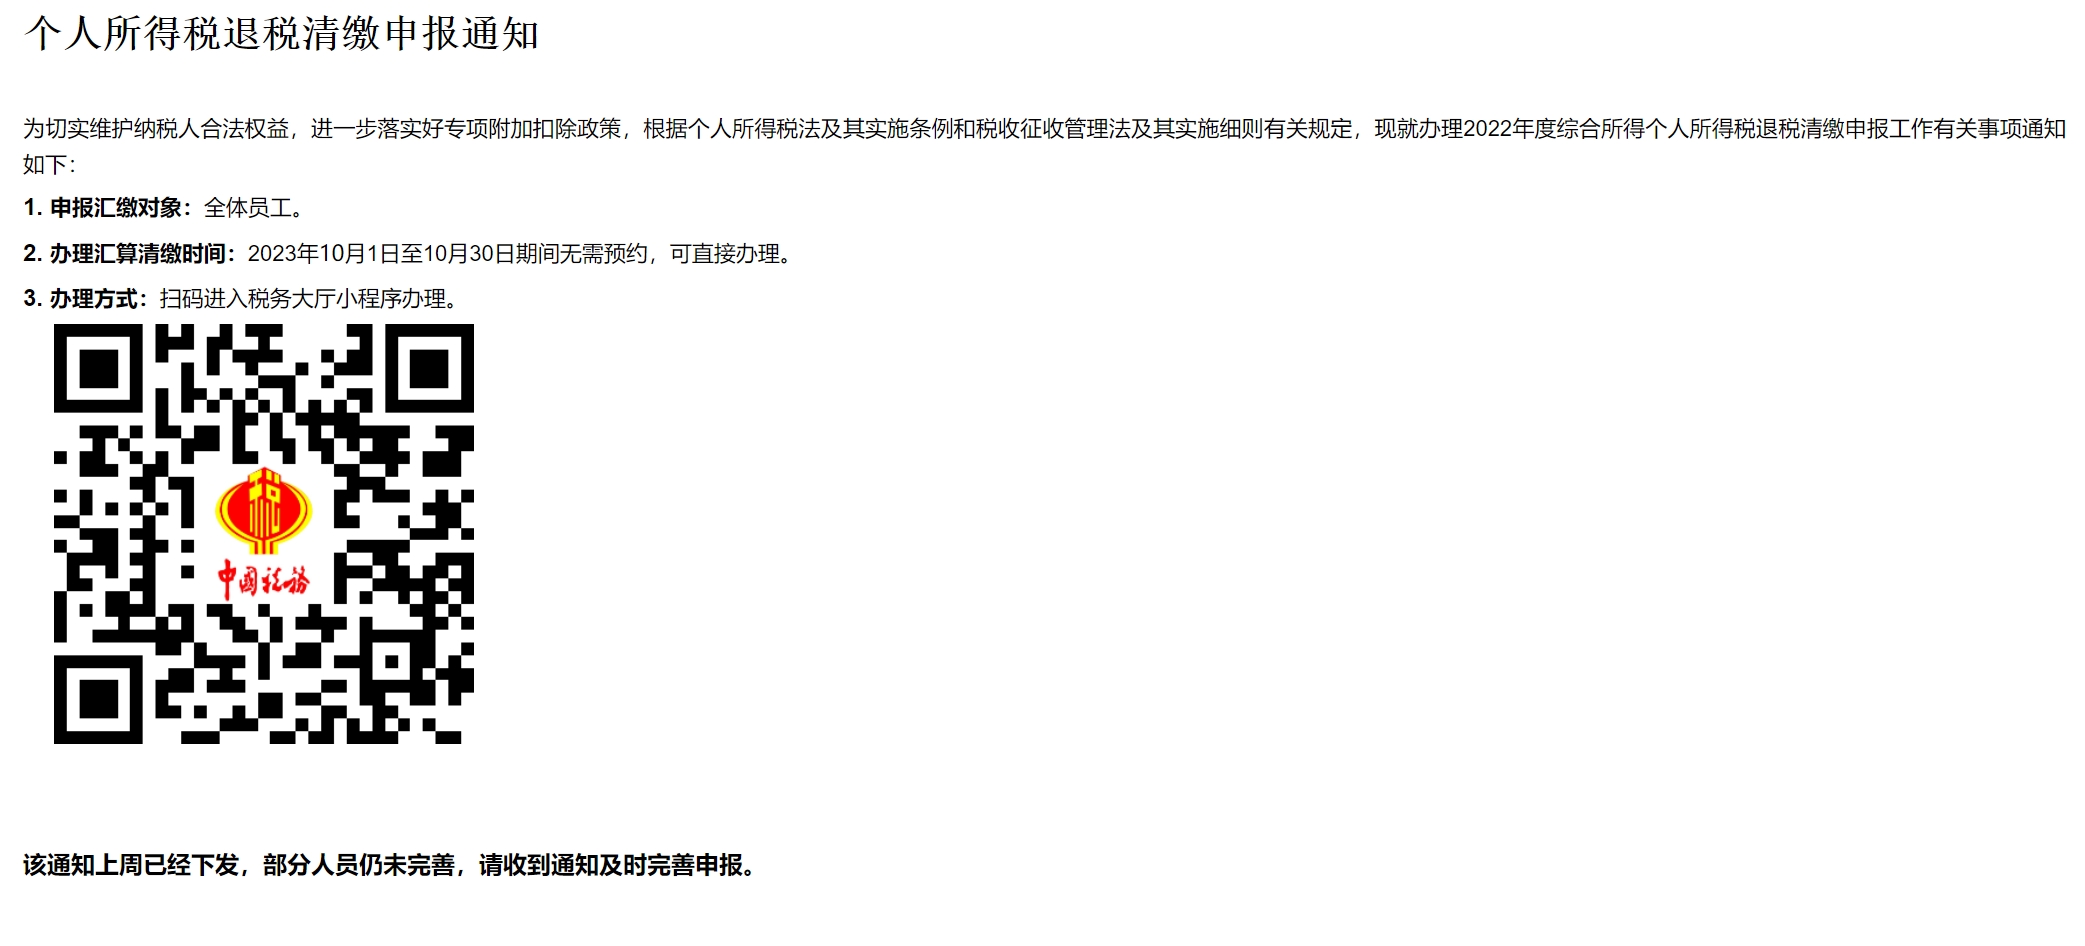 个人所得税退税清缴申报通知
为切实维护纳税人合法权益，进一步落实好专项附加扣除政策，根据个人所得税法及其实施条例和税收征收管理法及其实施细则有关规定，现就办理2022年度综合所得个人所得税退税清缴申报工作有关事项通知
如下：
1. 申报汇缴对象：全体员工。
2. 办理汇算清缴时间：2023年10月1日至10月30日期间无需预约，可直接办理。
3. 办理方式：扫码进入税务大厅小程序办理。
中國税務
该通知上周已经下发，部分人员仍未完善，请收到通知及时完善申报。